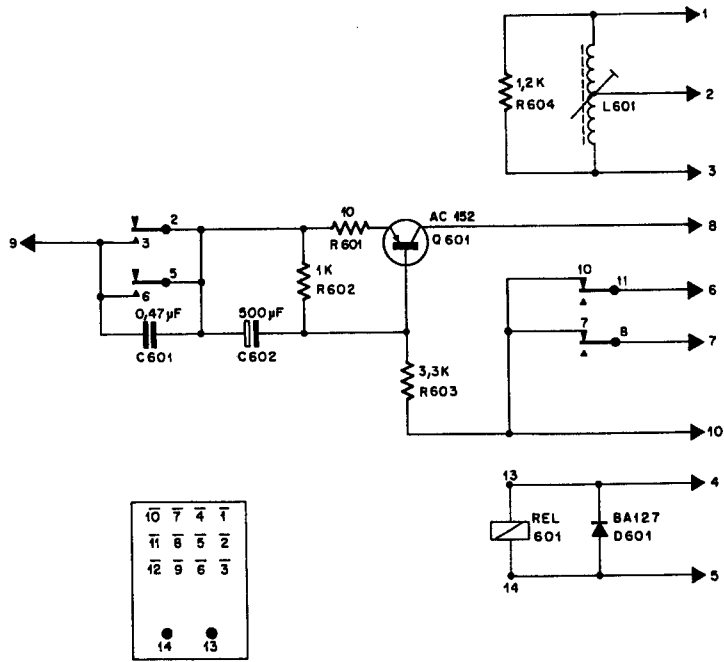 1
1,2K
R604
L601
2
3
9
2
3
5
6
0,47µF
C601
500µF
C602
1K
R602
10
R601
AC 152
Q601
8
10
11
6
7
8
7
3,3K
R603
10
13
REL
601
14
BA127
D601
4
5
10 7 4 1
11 8 5 2
12 9 6 3
14 13